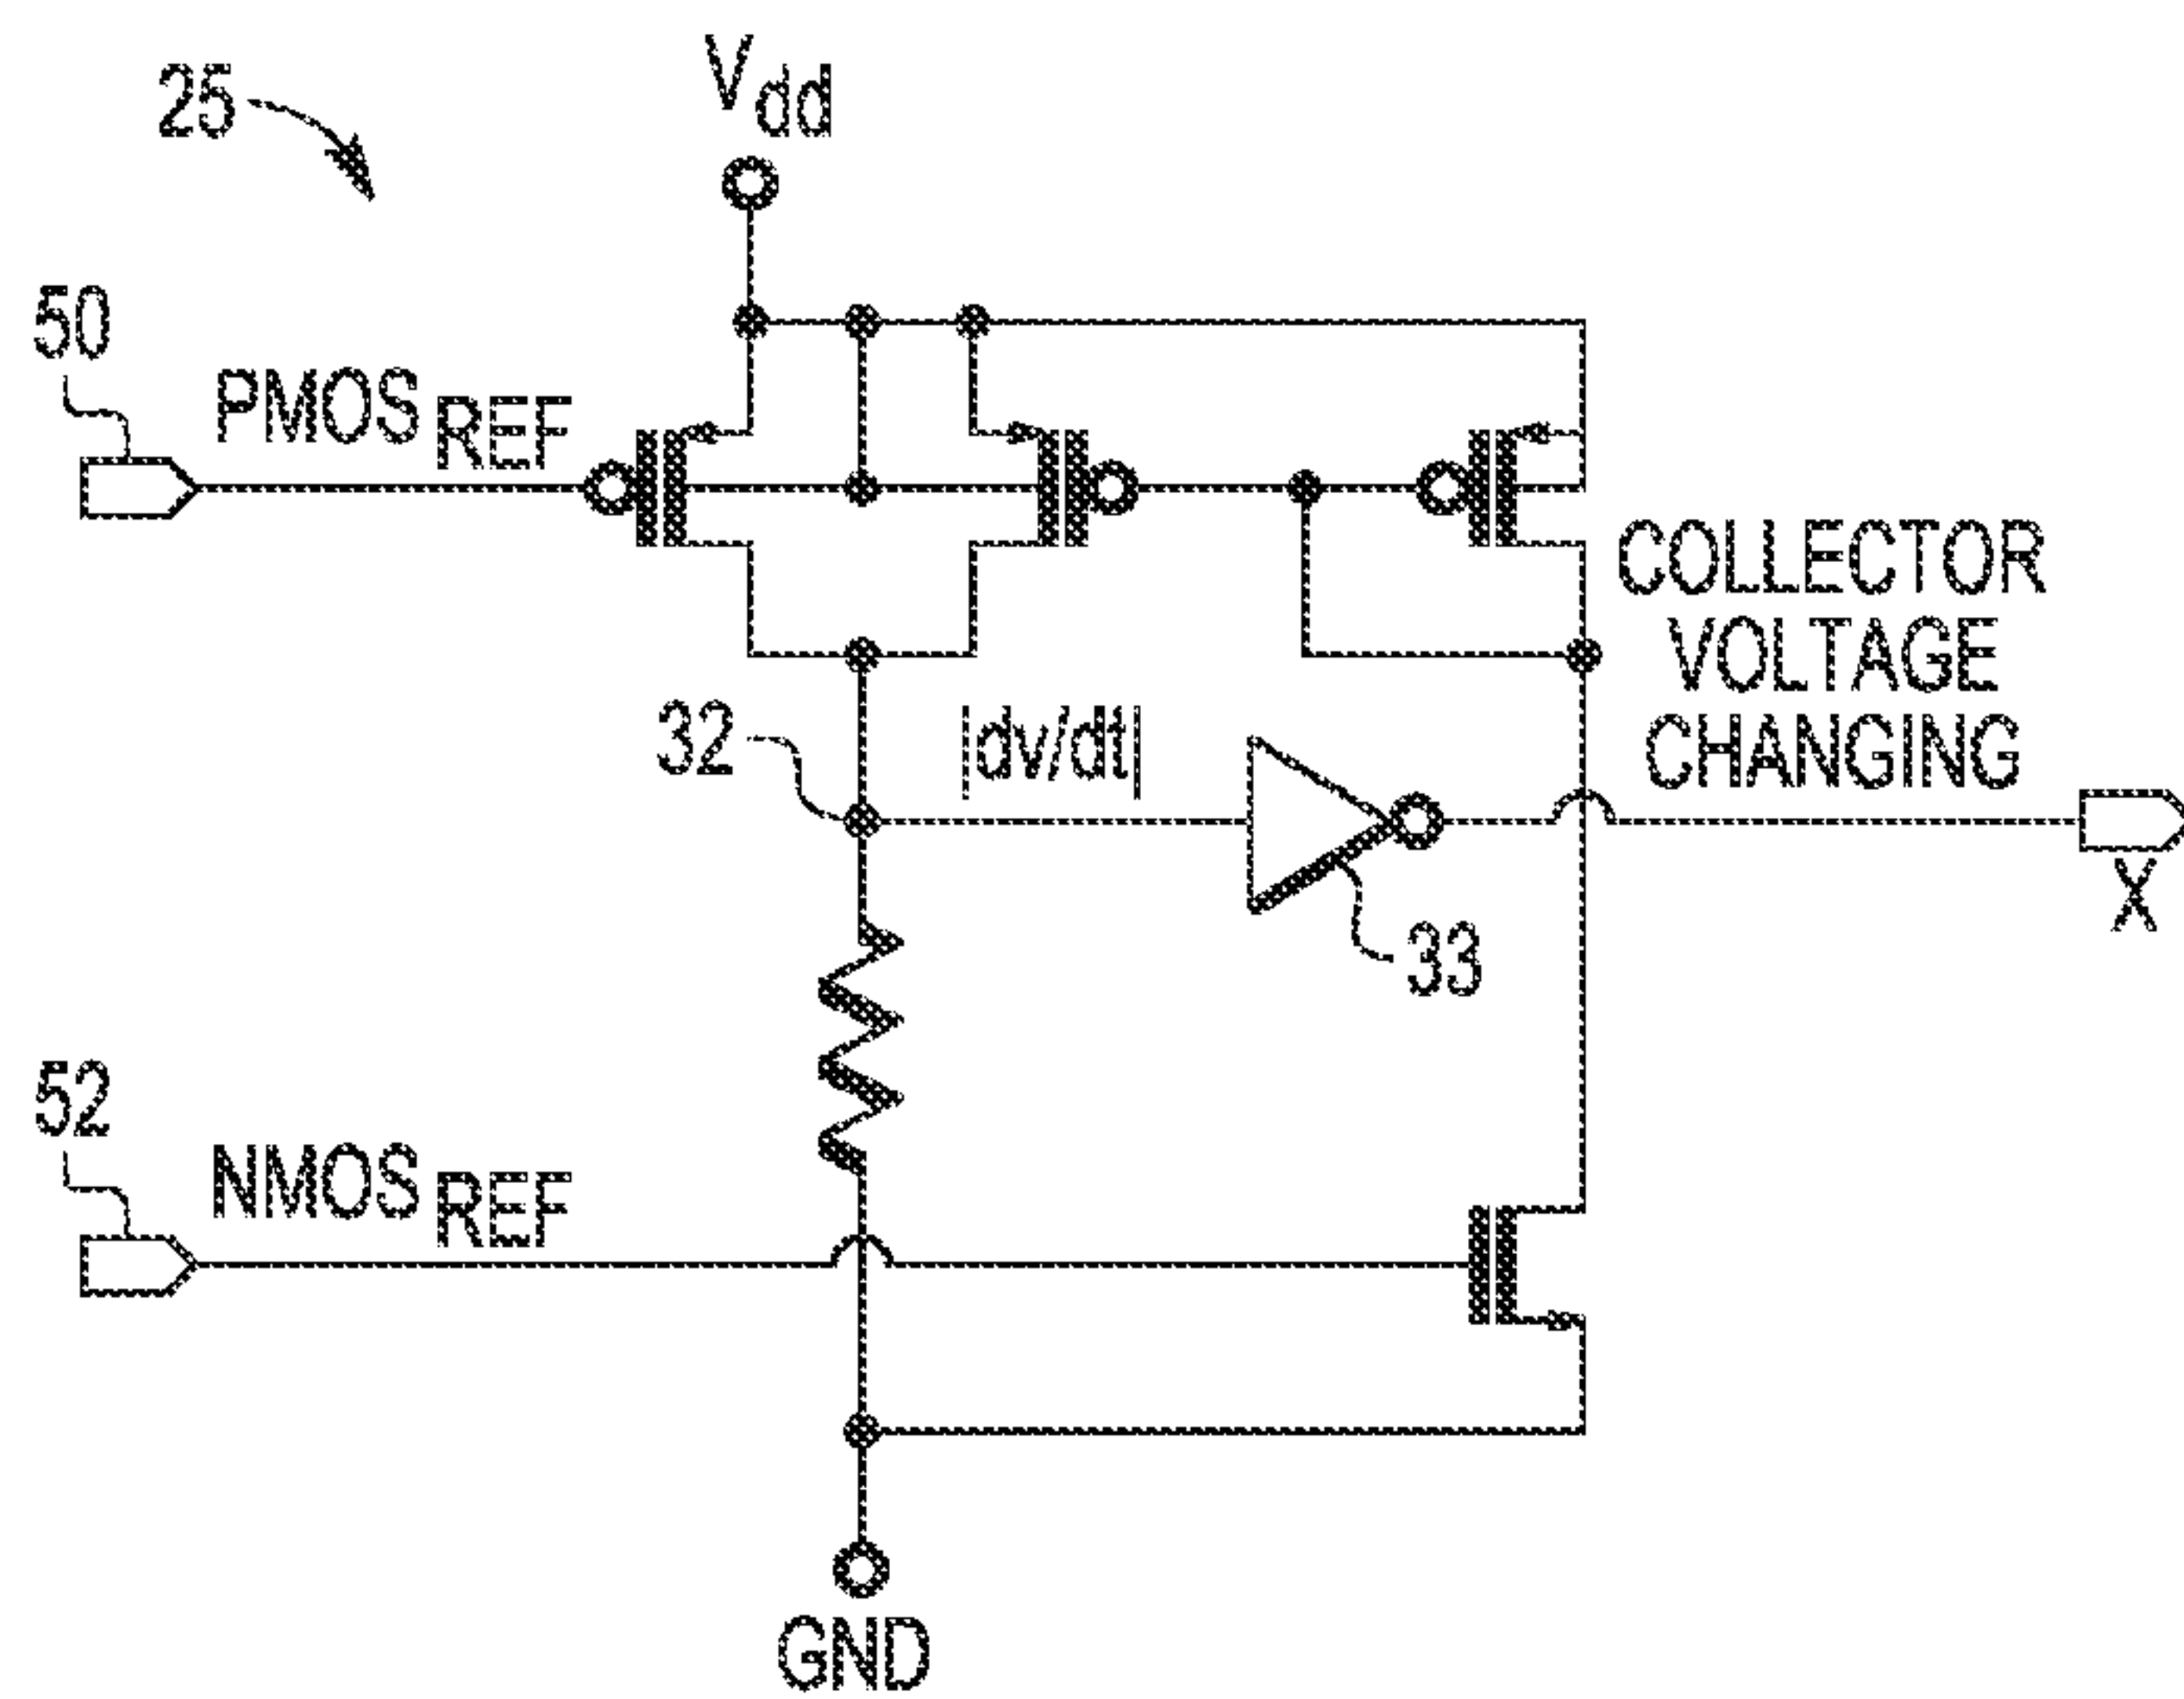 25
Vdd
50
PMOS REF
COLLECTOR
VOLTAGE
CHANGING
32
|dv/dt|
X
33
52
NMOS REF
GND